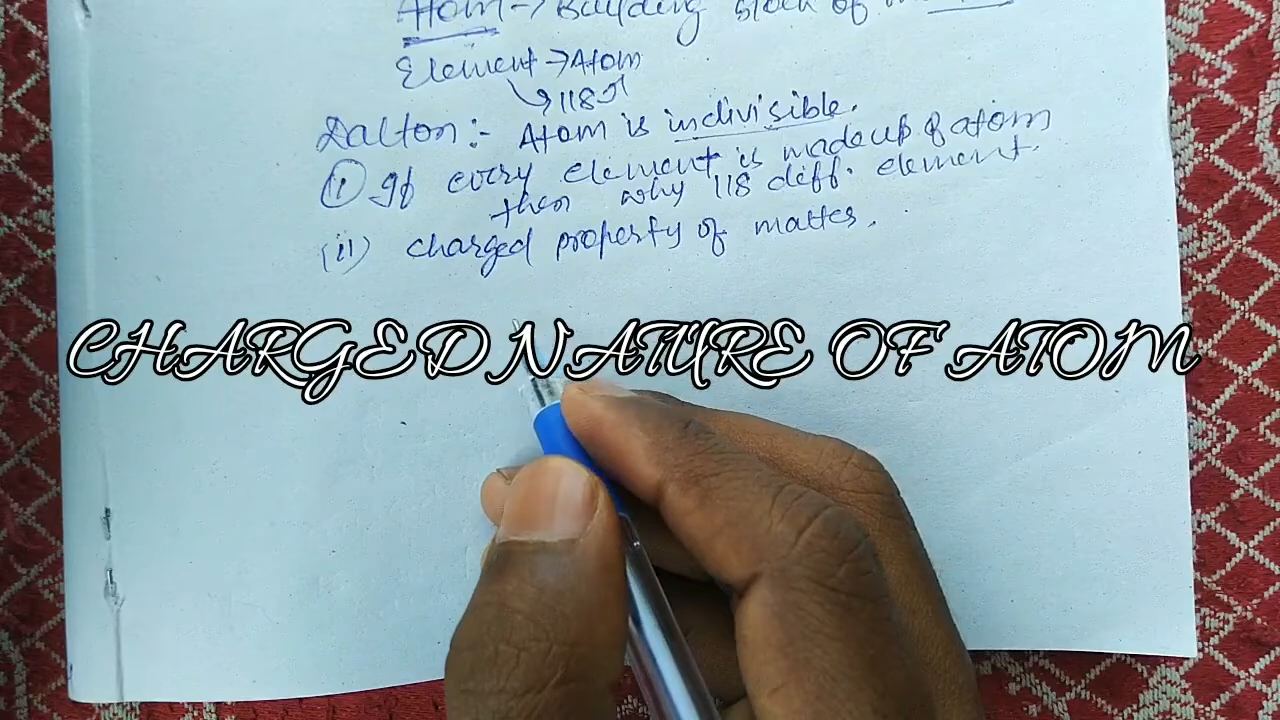 Atom → Building block of
Element → Atom
↳ 118
Dalton :- Atom is indivisible.
(i) If every element is made up of atom
then why 118 diff. element.
(ii) charged property of matter.
CHARGED NATURE OF ATOM